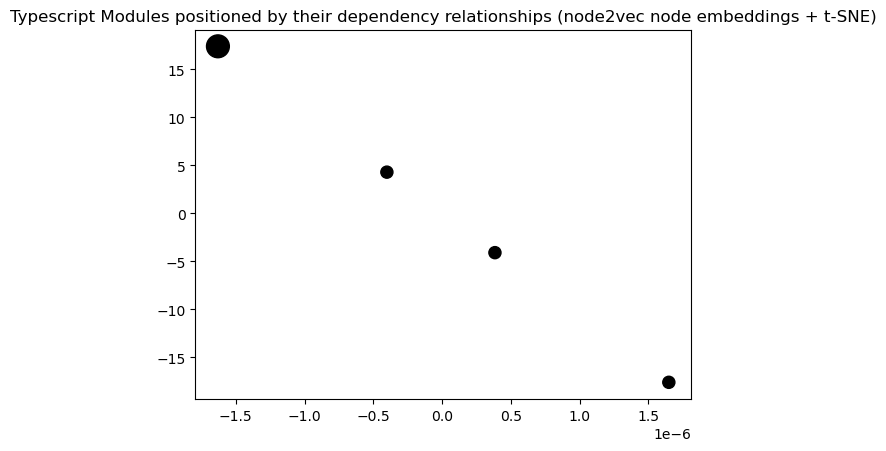 Typescript Modules positioned by their dependency relationships (node2vec node embeddings + t-SNE)
15
10
5
0
−5
−10
−15
−1.5 −1.0 −0.5 0.0 0.5 1.0 1.5
1e−6